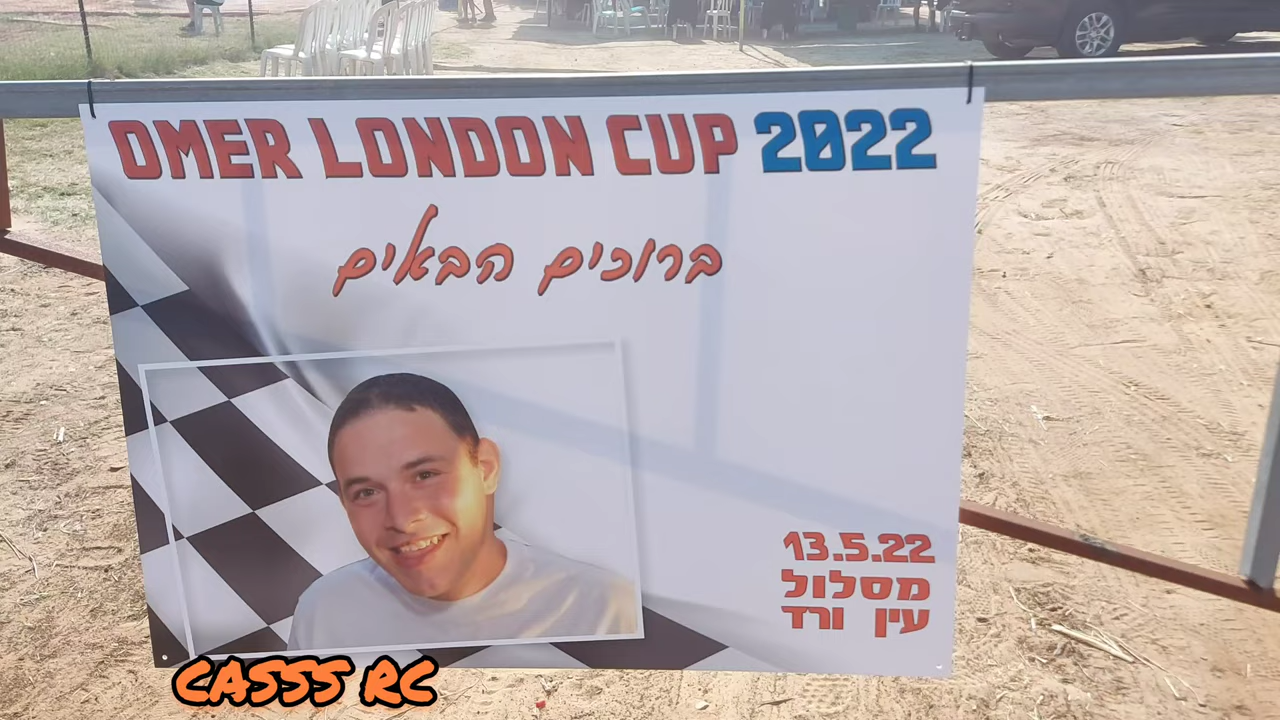 OMER LONDON CUP 2022
ברוכים הבאים
13.5.22
מסלול
עין ורד
CASSS RC